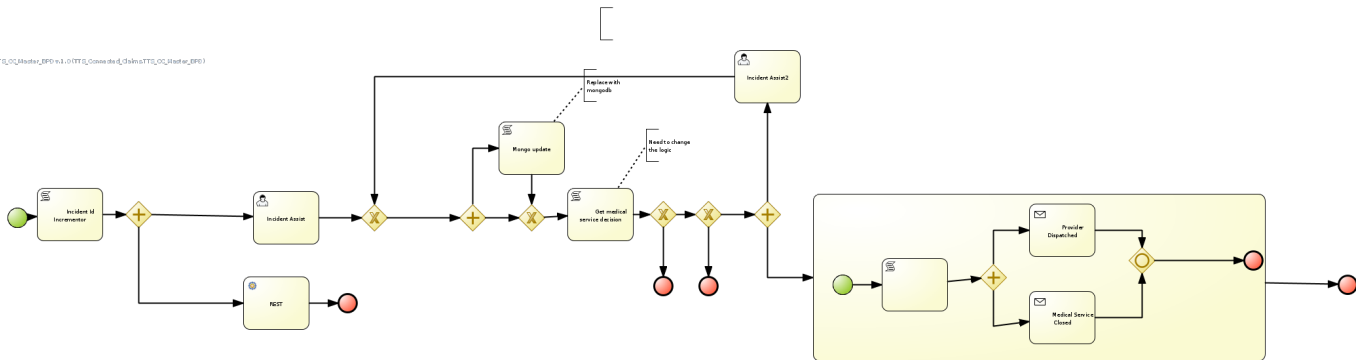 Incident Assist2
Replace with
mongodb
Mongo update
Need to change
the logic
Incident Id
Incrementor
Incident Assist
Get medical
service decision
Provider
Dispatched
REST
Medical Service
Closed